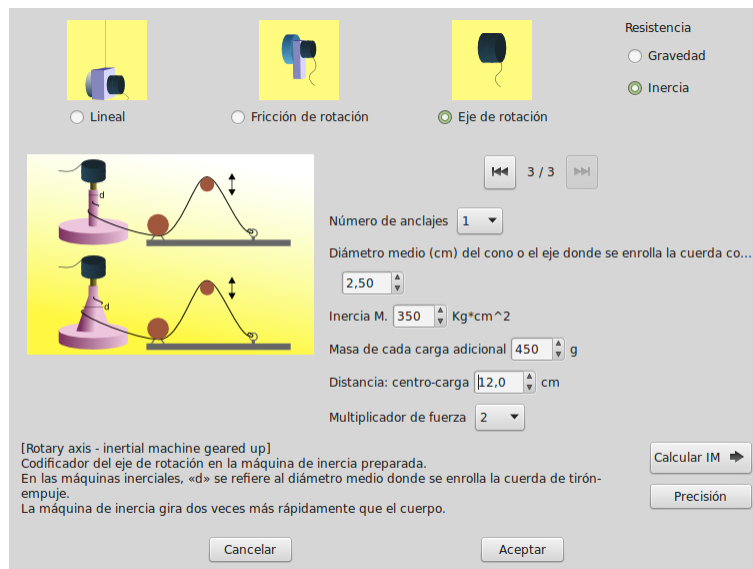 Resistencia
Gravedad
Inercia
Lineal
Fricción de rotación
Eje de rotación
d
d
3 / 3
Número de anclajes 1
Diámetro medio (cm) del cono o el eje donde se enrolla la cuerda co...
2,50
Inercia M. 350 Kg*cm^2
Masa de cada carga adicional 450 g
Distancia: centro-carga 12,0 cm
Multiplicador de fuerza 2
[Rotary axis - inertial machine geared up]
Codificador del eje de rotación en la máquina de inercia preparada.
En las máquinas inerciales, «d» se refiere al diámetro medio donde se enrolla la cuerda de tirón-
empuje.
La máquina de inercia gira dos veces más rápidamente que el cuerpo.
Calcular IM
Precisión
Cancelar
Aceptar